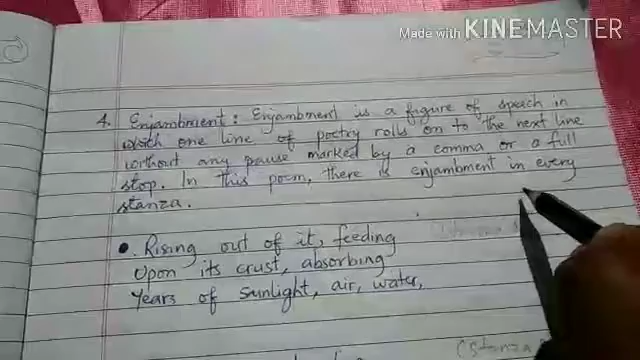 Made with KINEMASTER
4. Enjambment: Enjambment is a figure of speach in
which one line of poetry rolls on to the next line
without any pause marked by a comma or a full
stop. In this poem, there is enjambment in every
stanza.
• Rising out of it, feeding
Upon its crust, absorbing
Years of sunlight, air, water,
(Stanza